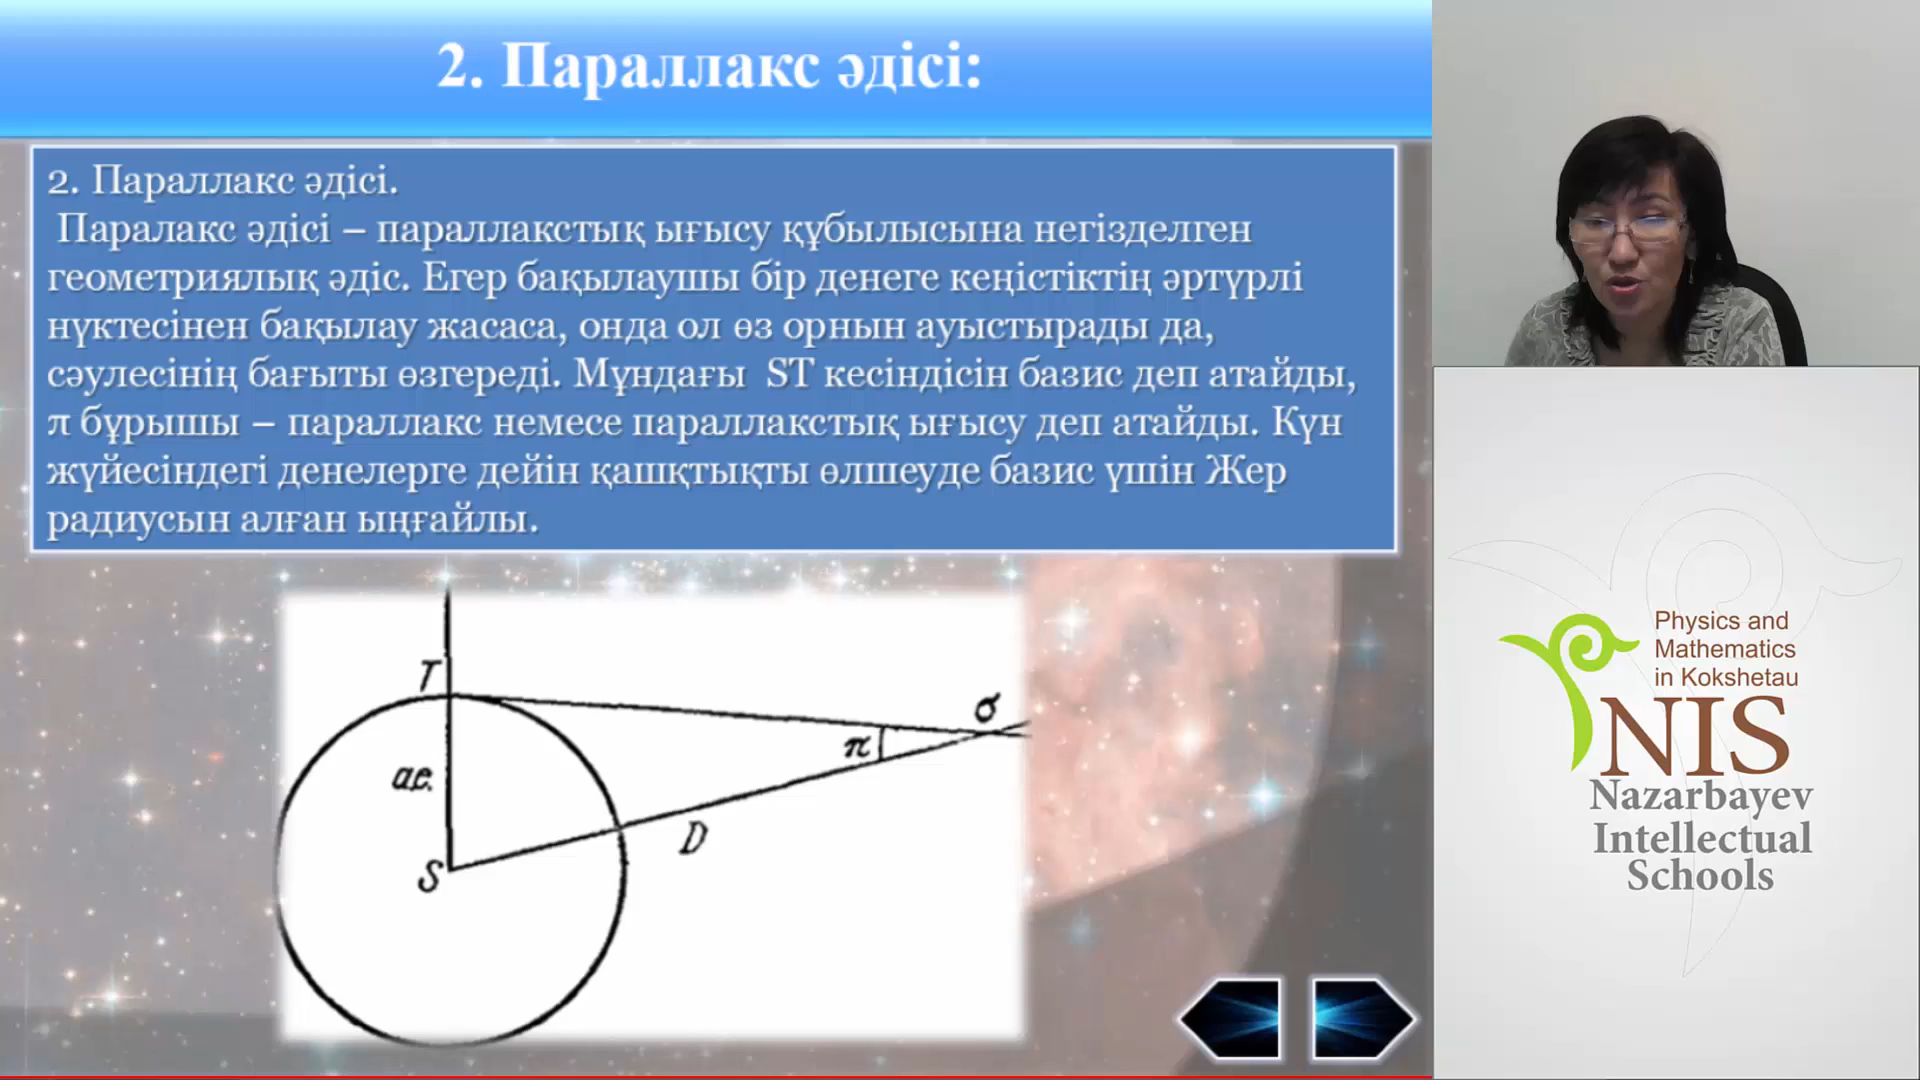 2. Параллакс әдісі:
2. Параллакс әдісі.
Паралакс әдісі – параллакстық ығысу құбылысына негізделген
геометриялық әдіс. Егер бақылаушы бір денеге кеңістіктің әртүрлі
нүктесінен бақылау жасаса, онда ол өз орнын ауыстырады да,
сәулесінің бағыты өзгереді. Мұндағы ST кесіндісін базис деп атайды,
π бұрышы – параллакс немесе параллакстық ығысу деп атайды. Күн
жүйесіндегі денелерге дейін қашқтықты өлшеуде базис үшін Жер
радиусын алған ыңғайлы.
T
σ
π
a.e.
D
S
Physics and
Mathematics
in Kokshetau
NIS
Nazarbayev
Intellectual
Schools